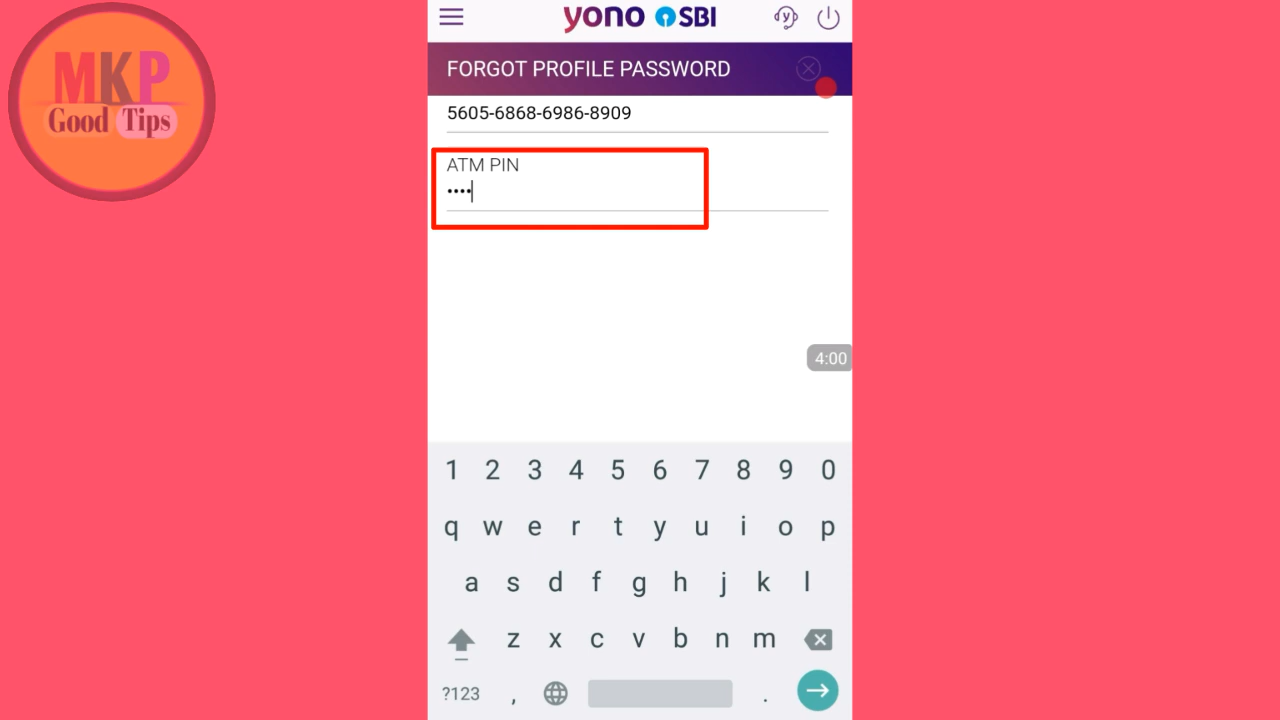 MKP
Good Tips
yono SBI
FORGOT PROFILE PASSWORD
5605-6868-6986-8909
ATM PIN
••••
4:00
1 2 3 4 5 6 7 8 9 0
q w e r t y u i o p
a s d f g h j k l
z x c v b n m
?123 , .